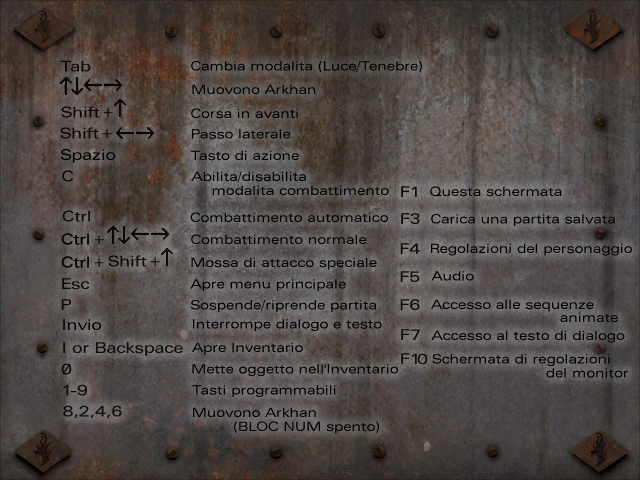 Tab Cambia modalita (Luce/Tenebre)
↑↓←→ Muovono Arkhan
Shift + ↑ Corsa in avanti
Shift + ←→ Passo laterale
Spazio Tasto di azione
C Abilita/disabilita
modalita combattimento
Ctrl Combattimento automatico
Ctrl + ↑↓←→ Combattimento normale
Ctrl + Shift + ↑ Mossa di attacco speciale
Esc Apre menu principale
P Sospende/riprende partita
Invio Interrompe dialogo e testo
I or Backspace Apre Inventario
Ø Mette oggetto nell'Inventario
1-9 Tasti programmabili
8,2,4,6 Muovono Arkhan
(BLOC NUM spento)
F1 Questa schermata
F3 Carica una partita salvata
F4 Regolazioni del personaggio
F5 Audio
F6 Accesso alle sequenze
animate
F7 Accesso al testo di dialogo
F10 Schermata di regolazioni
del monitor